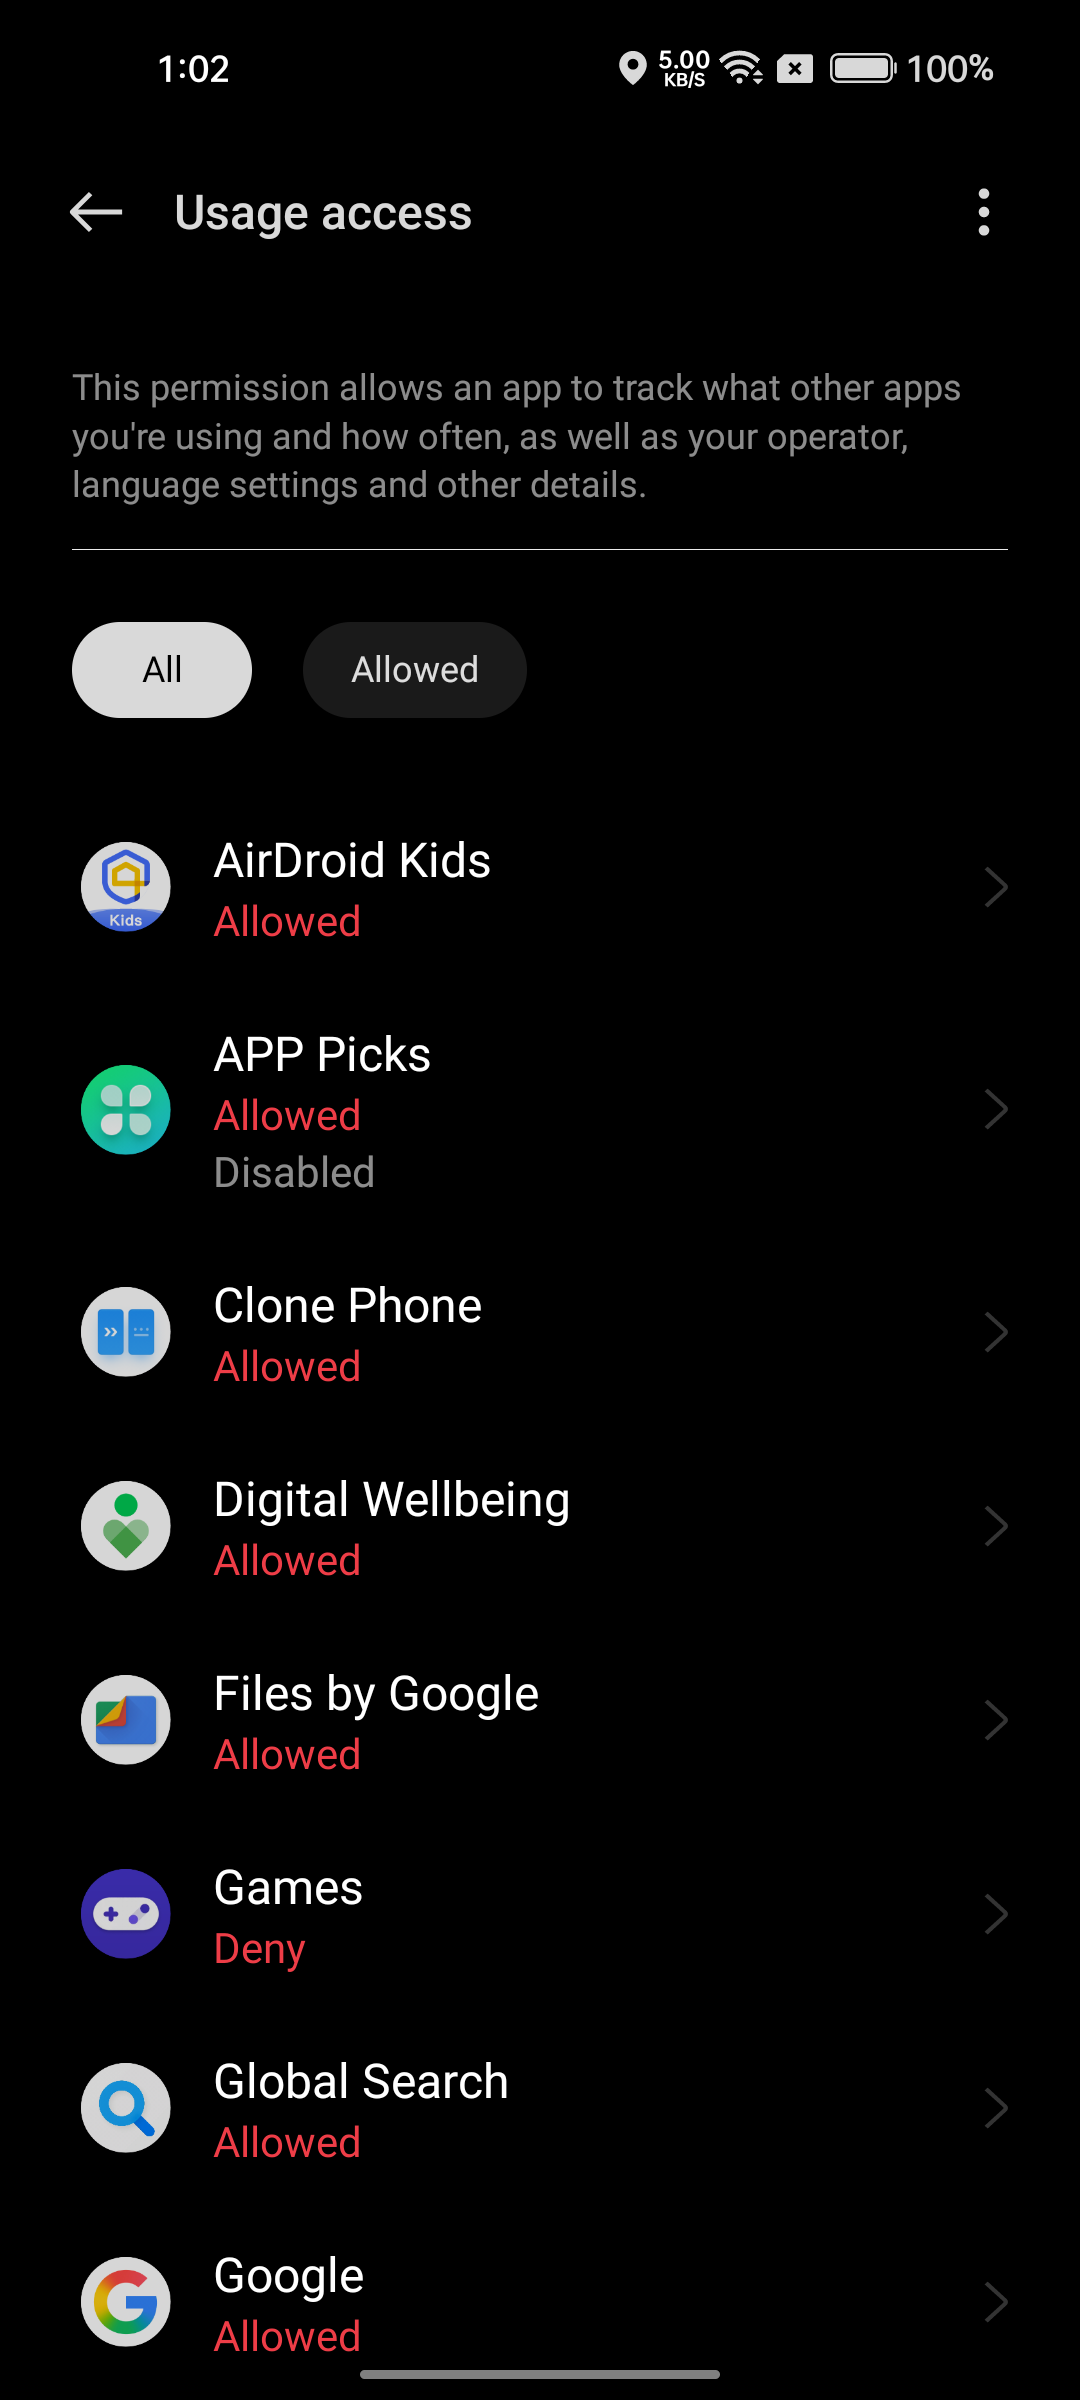 1:02
5.00
KB/S
100%
Usage access
This permission allows an app to track what other apps
you're using and how often, as well as your operator,
language settings and other details.
All
Allowed
AirDroid Kids
Allowed
Kids
APP Picks
Allowed
Disabled
Clone Phone
Allowed
Digital Wellbeing
Allowed
Files by Google
Allowed
Games
Deny
Global Search
Allowed
Google
Allowed